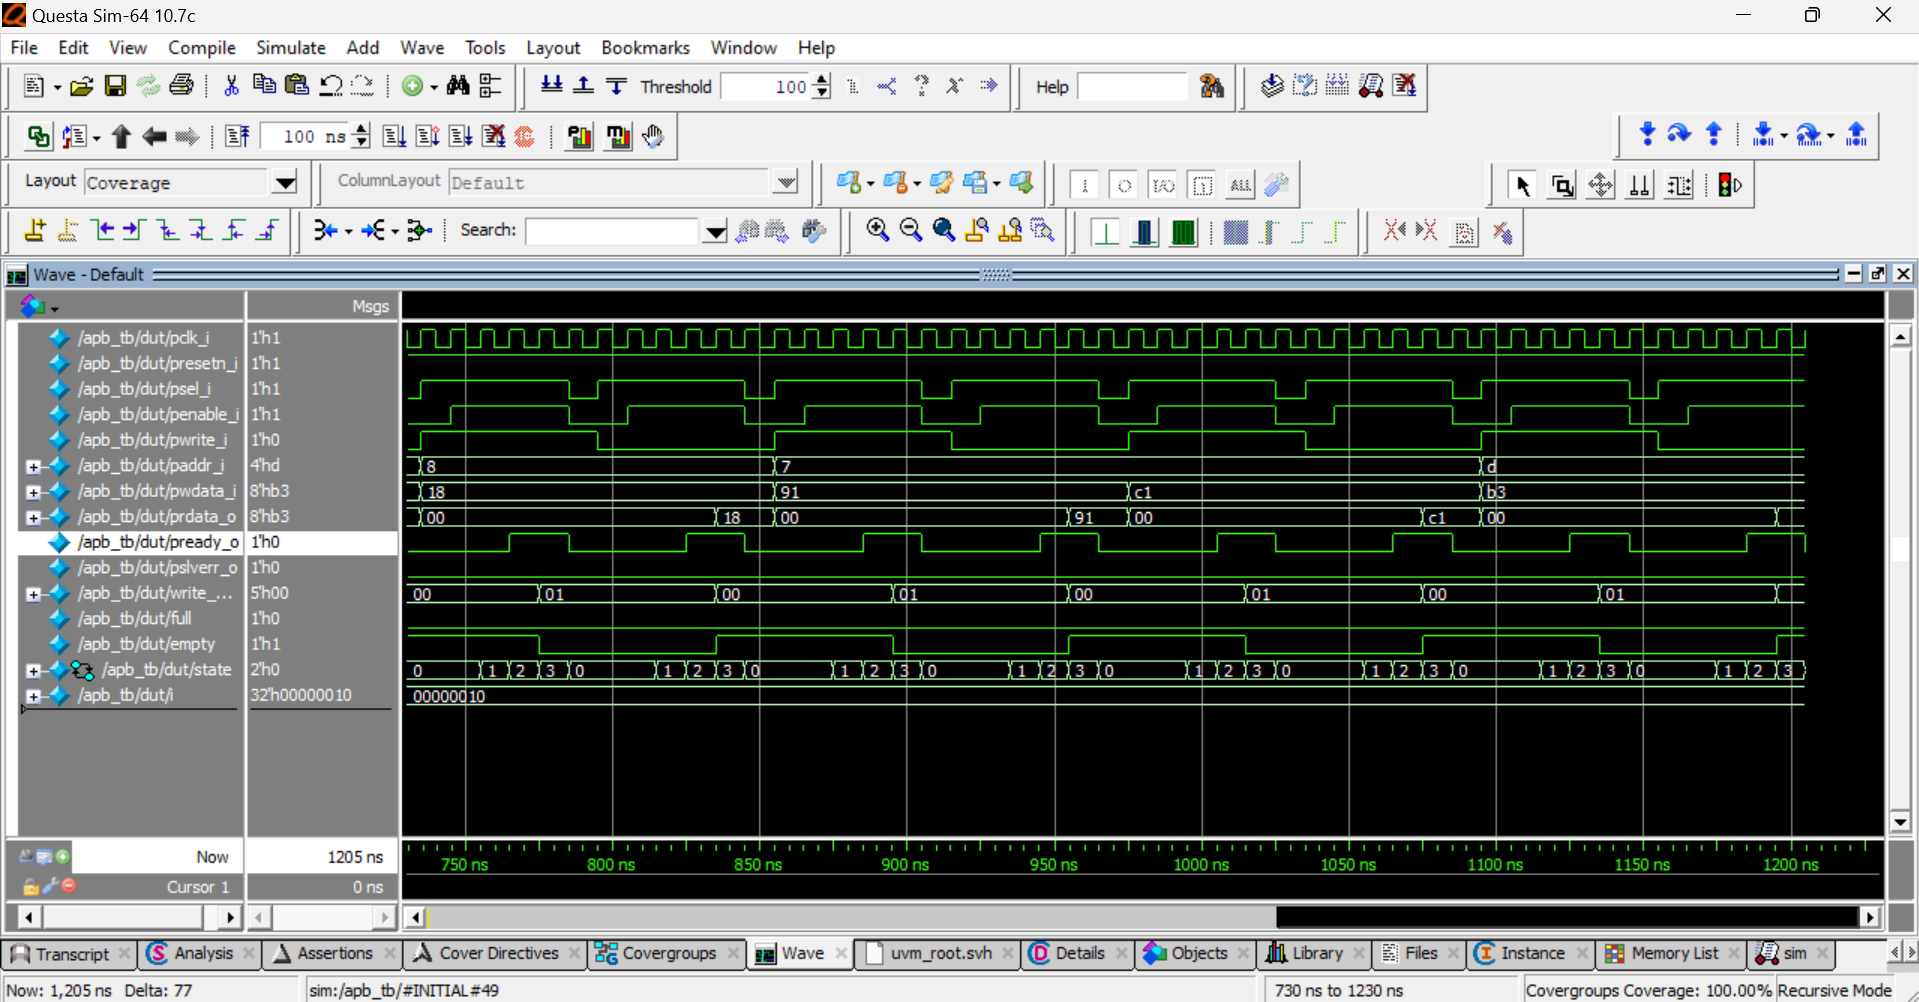 Questa Sim-64 10.7c
File Edit View Compile Simulate Add Wave Tools Layout Bookmarks Window Help
Threshold 100 Help
100 ns
Layout Coverage ColumnLayout Default ALL
Search:
Wave - Default
Msgs
/apb_tb/dut/pclk_i 1'h1
/apb_tb/dut/presetn_i 1'h1
/apb_tb/dut/psel_i 1'h1
/apb_tb/dut/penable_i 1'h1
/apb_tb/dut/pwrite_i 1'h0
/apb_tb/dut/paddr_i 4'hd 8 7 d
/apb_tb/dut/pwdata_i 8'hb3 18 91 c1 b3
/apb_tb/dut/prdata_o 8'hb3 00 18 00 91 00 c1 00
/apb_tb/dut/pready_o 1'h0
/apb_tb/dut/pslverr_o 1'h0
/apb_tb/dut/write_... 5'h00 00 01 00 01 00 01 00 01
/apb_tb/dut/full 1'h0
/apb_tb/dut/empty 1'h1
/apb_tb/dut/state 2'h0 0 1 2 3 0 1 2 3 0 1 2 3 0 1 2 3 0 1 2 3 0 1 2 3 0 1 2 3 0 1 2 3
/apb_tb/dut/i 32'h00000010 00000010
Now 1205 ns
750 ns 800 ns 850 ns 900 ns 950 ns 1000 ns 1050 ns 1100 ns 1150 ns 1200 ns
Cursor 1 0 ns
Transcript Analysis Assertions Cover Directives Covergroups Wave uvm_root.svh Details Objects Library Files Instance Memory List sim
Now: 1,205 ns Delta: 77 sim:/apb_tb/#INITIAL#49 730 ns to 1230 ns Covergroups Coverage: 100.00% Recursive Mode